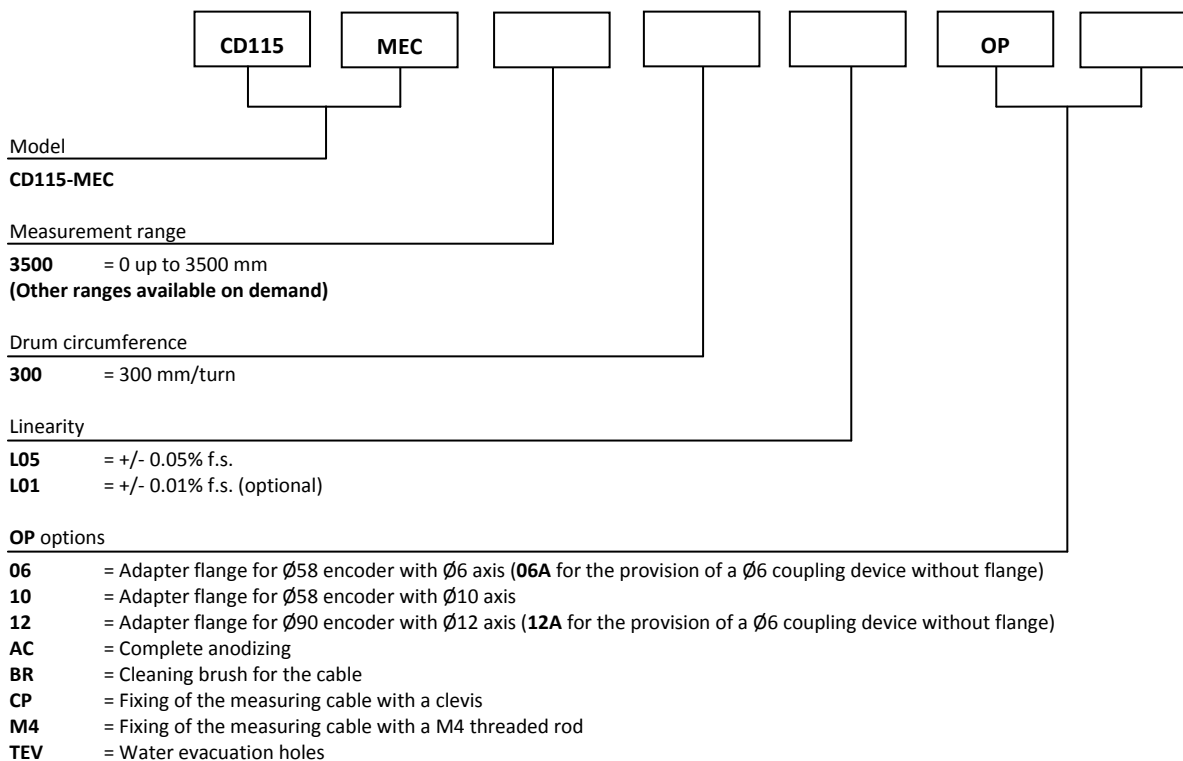 CD115 MEC OP
Model
CD115-MEC
Measurement range
3500 = 0 up to 3500 mm
(Other ranges available on demand)
Drum circumference
300 = 300 mm/turn
Linearity
L05 = +/- 0.05% f.s.
L01 = +/- 0.01% f.s. (optional)
OP options
06 = Adapter flange for Ø58 encoder with Ø6 axis (06A for the provision of a Ø6 coupling device without flange)
10 = Adapter flange for Ø58 encoder with Ø10 axis
12 = Adapter flange for Ø90 encoder with Ø12 axis (12A for the provision of a Ø6 coupling device without flange)
AC = Complete anodizing
BR = Cleaning brush for the cable
CP = Fixing of the measuring cable with a clevis
M4 = Fixing of the measuring cable with a M4 threaded rod
TEV = Water evacuation holes